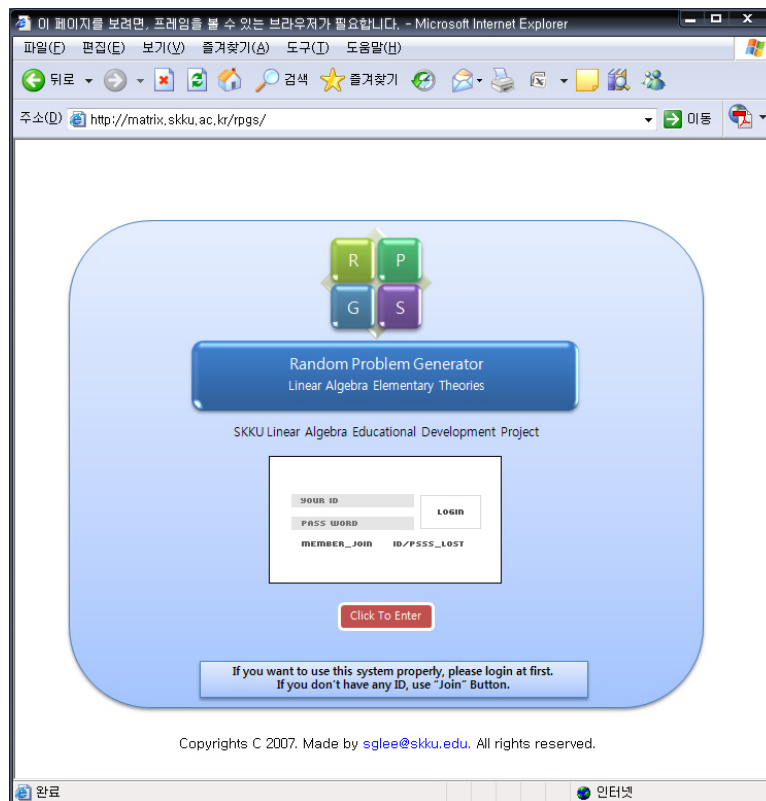 이 페이지를 보려면, 프레임을 볼 수 있는 브라우저가 필요합니다. - Microsoft Internet Explorer
파일(F) 편집(E) 보기(V) 즐겨찾기(A) 도구(T) 도움말(H)
뒤로 검색 즐겨찾기
주소(D) http://matrix.skku.ac.kr/rpgs/ 이동
R P
G S
Random Problem Generator
Linear Algebra Elementary Theories
SKKU Linear Algebra Educational Development Project
YOUR ID
LOGIN
PASS WORD
MEMBER_JOIN ID/PSSS_LOST
Click To Enter
If you want to use this system properly, please login at first.
If you don't have any ID, use "Join" Button.
Copyrights C 2007. Made by sglee@skku.edu. All rights reserved.
완료 인터넷